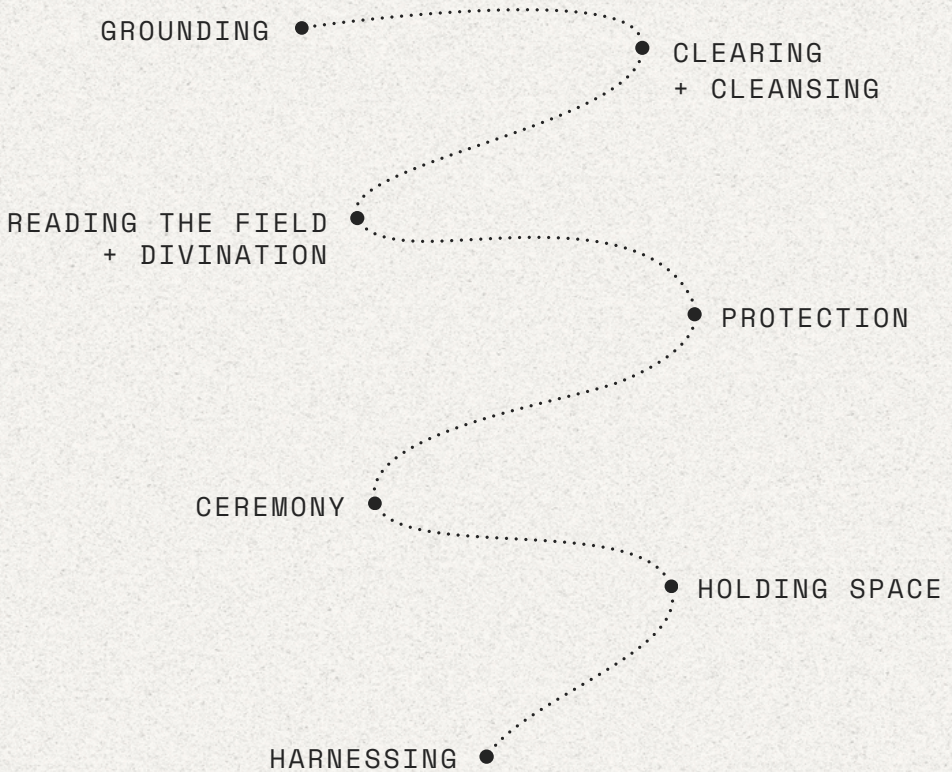 GROUNDING
CLEARING
+ CLEANSING
READING THE FIELD
+ DIVINATION
PROTECTION
CEREMONY
HOLDING SPACE
HARNESSING